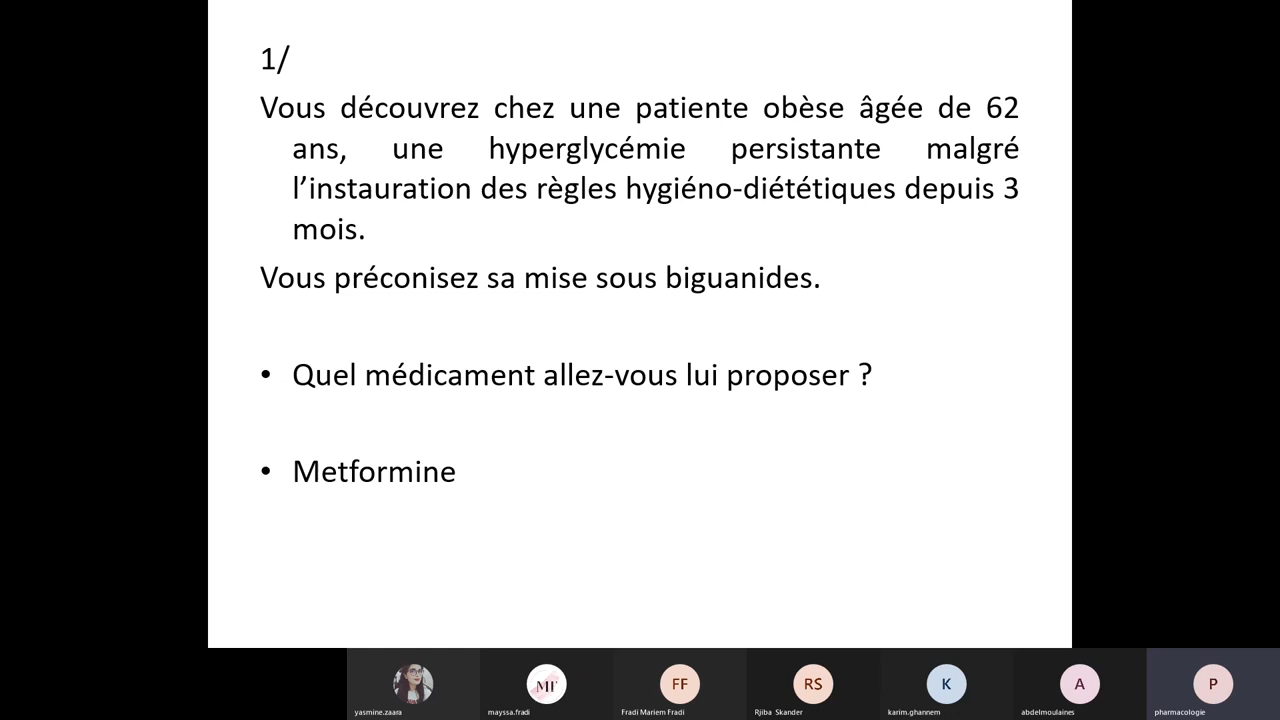 1/
Vous découvrez chez une patiente obèse âgée de 62
ans, une hyperglycémie persistante malgré
l’instauration des règles hygiéno-diététiques depuis 3
mois.
Vous préconisez sa mise sous biguanides.
• Quel médicament allez-vous lui proposer ?
• Metformine
MF
FF
RS
K
A
P
yasmine.zaara
mayssa.fradi
Fradi Mariem Fradi
Rjiba Skander
karim.ghannem
abdelmoulaines
pharmacologie